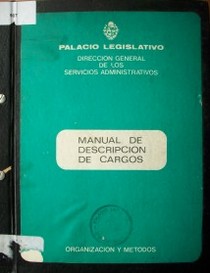 PALACIO LEGISLATIVO
DIRECCION GENERAL
DE LOS
SERVICIOS ADMINISTRATIVOS
MANUAL DE
DESCRIPCION
DE CARGOS
ORGANIZACION Y METODOS